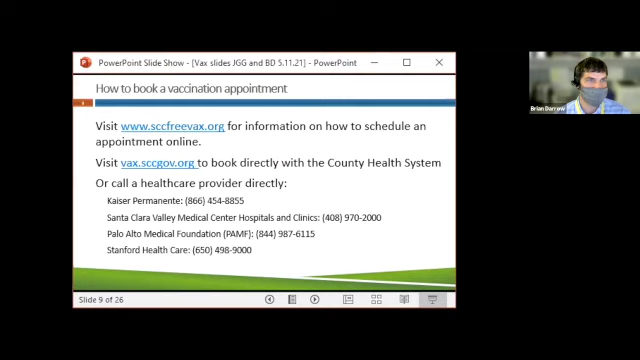 PowerPoint Slide Show - [Vax slides JGG and BD 5.11.21] - PowerPoint
How to book a vaccination appointment
Visit www.sccfreevax.org for information on how to schedule an
appointment online.
Visit vax.sccgov.org to book directly with the County Health System
Or call a healthcare provider directly:
Kaiser Permanente: (866) 454-8855
Santa Clara Valley Medical Center Hospitals and Clinics: (408) 970-2000
Palo Alto Medical Foundation (PAMF): (844) 987-6115
Stanford Health Care: (650) 498-9000
Slide 9 of 26
Brian Darrow